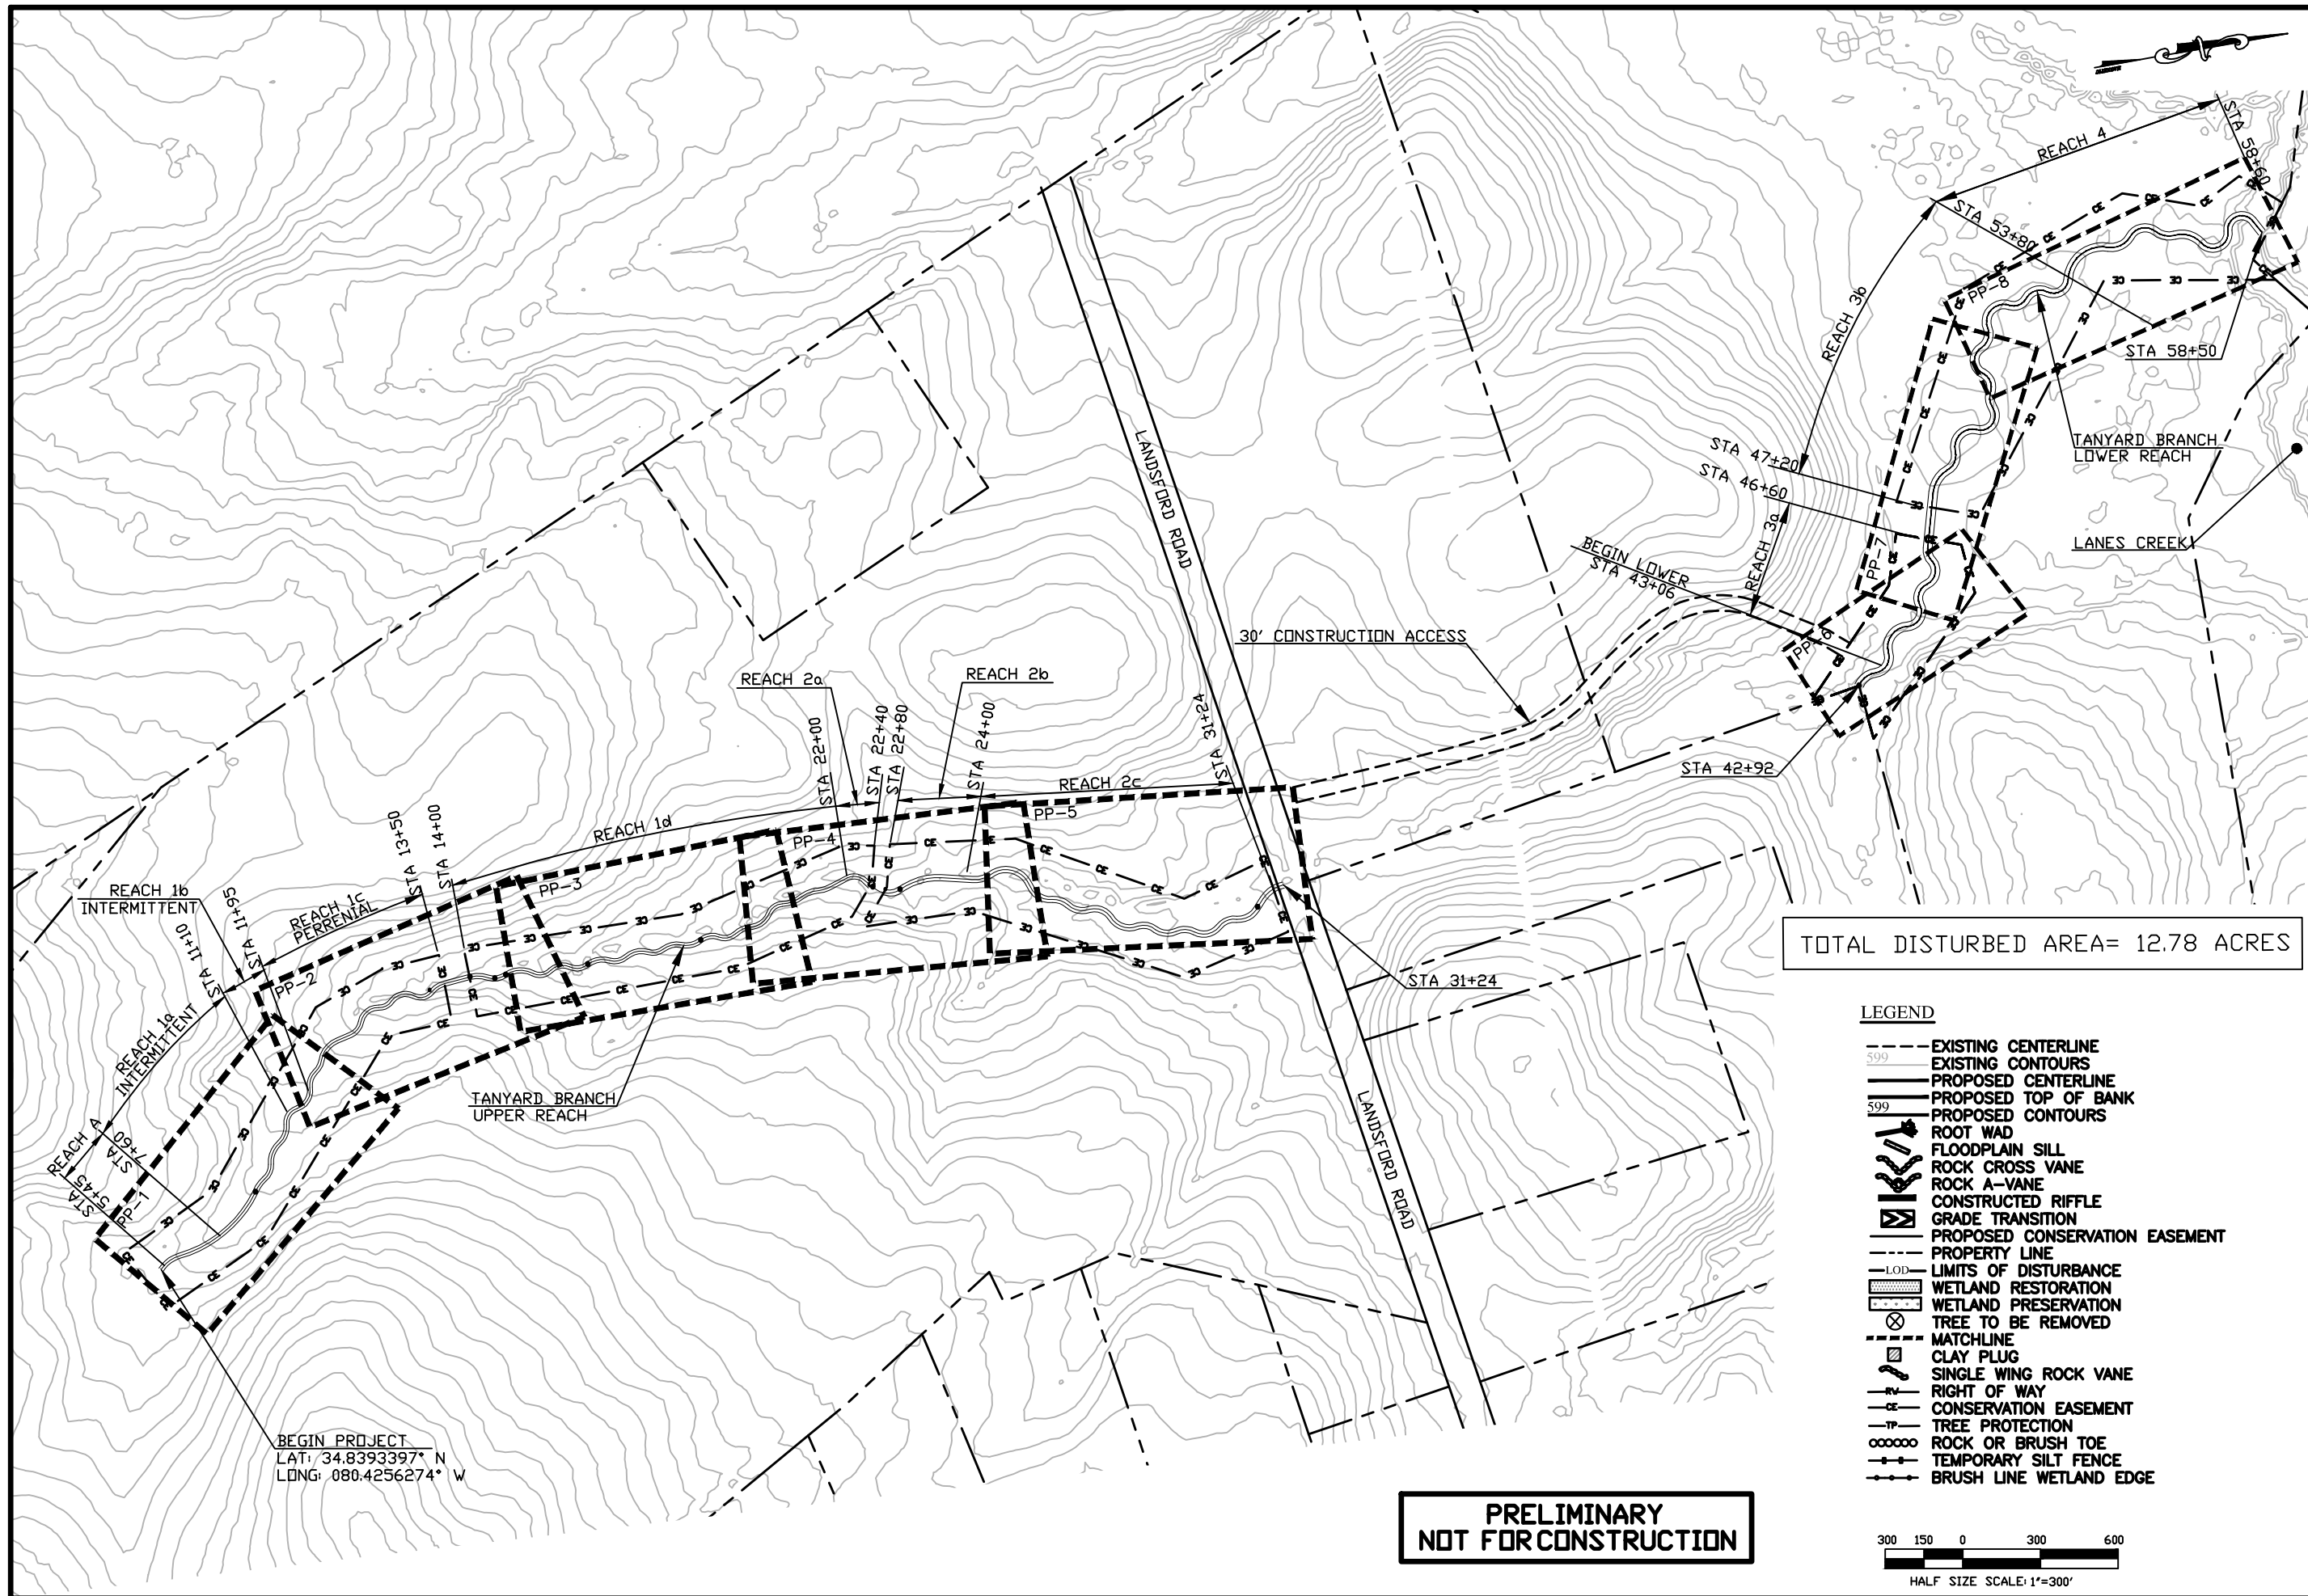 REACH 4
STA 58+60
STA 53+80
PP-8
REACH 3b
STA 58+50
TANYARD BRANCH
LOWER REACH
LANDSFORD ROAD
STA 47+20
STA 46+60
REACH 3a
BEGIN LOWER
STA 43+06
PP-7
PP-6
LANES CREEK
30' CONSTRUCTION ACCESS
STA 42+92
REACH 2a
REACH 2b
STA 22+00
STA 22+40
STA 22+80
STA 24+00
STA 31+24
REACH 2c
REACH 1d
PP-5
PP-4
PP-3
STA 13+50
STA 14+00
REACH 1b
INTERMITTENT
STA 11+95
STA 11+10
REACH 1c
PERRENIAL
PP-2
REACH 1a
INTERMITTENT
REACH A
STA 7+60
STA 5+45
PP-1
STA 31+24
TANYARD BRANCH
UPPER REACH
LANDSFORD ROAD
BEGIN PROJECT
LAT: 34.8393397° N
LONG: 080.4256274° W
TOTAL DISTURBED AREA= 12.78 ACRES
LEGEND
EXISTING CENTERLINE
599 EXISTING CONTOURS
PROPOSED CENTERLINE
PROPOSED TOP OF BANK
599 PROPOSED CONTOURS
ROOT WAD
FLOODPLAIN SILL
ROCK CROSS VANE
ROCK A-VANE
CONSTRUCTED RIFFLE
GRADE TRANSITION
PROPOSED CONSERVATION EASEMENT
PROPERTY LINE
LOD LIMITS OF DISTURBANCE
WETLAND RESTORATION
WETLAND PRESERVATION
TREE TO BE REMOVED
MATCHLINE
CLAY PLUG
SINGLE WING ROCK VANE
RV RIGHT OF WAY
CE CONSERVATION EASEMENT
TP TREE PROTECTION
ROCK OR BRUSH TOE
TEMPORARY SILT FENCE
BRUSH LINE WETLAND EDGE
PRELIMINARY
NOT FOR CONSTRUCTION
300 150 0 300 600
HALF SIZE SCALE: 1"=300'